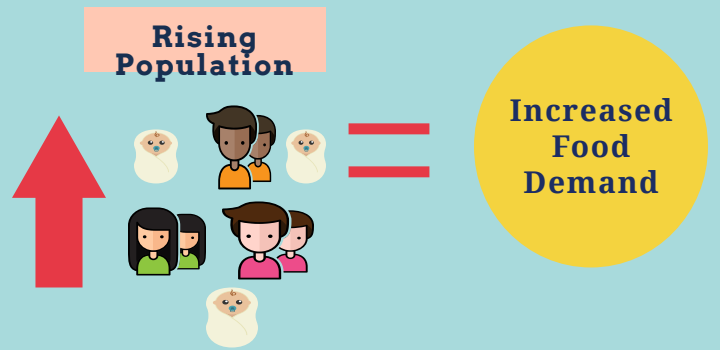 Rising
Population
Increased
Food
Demand